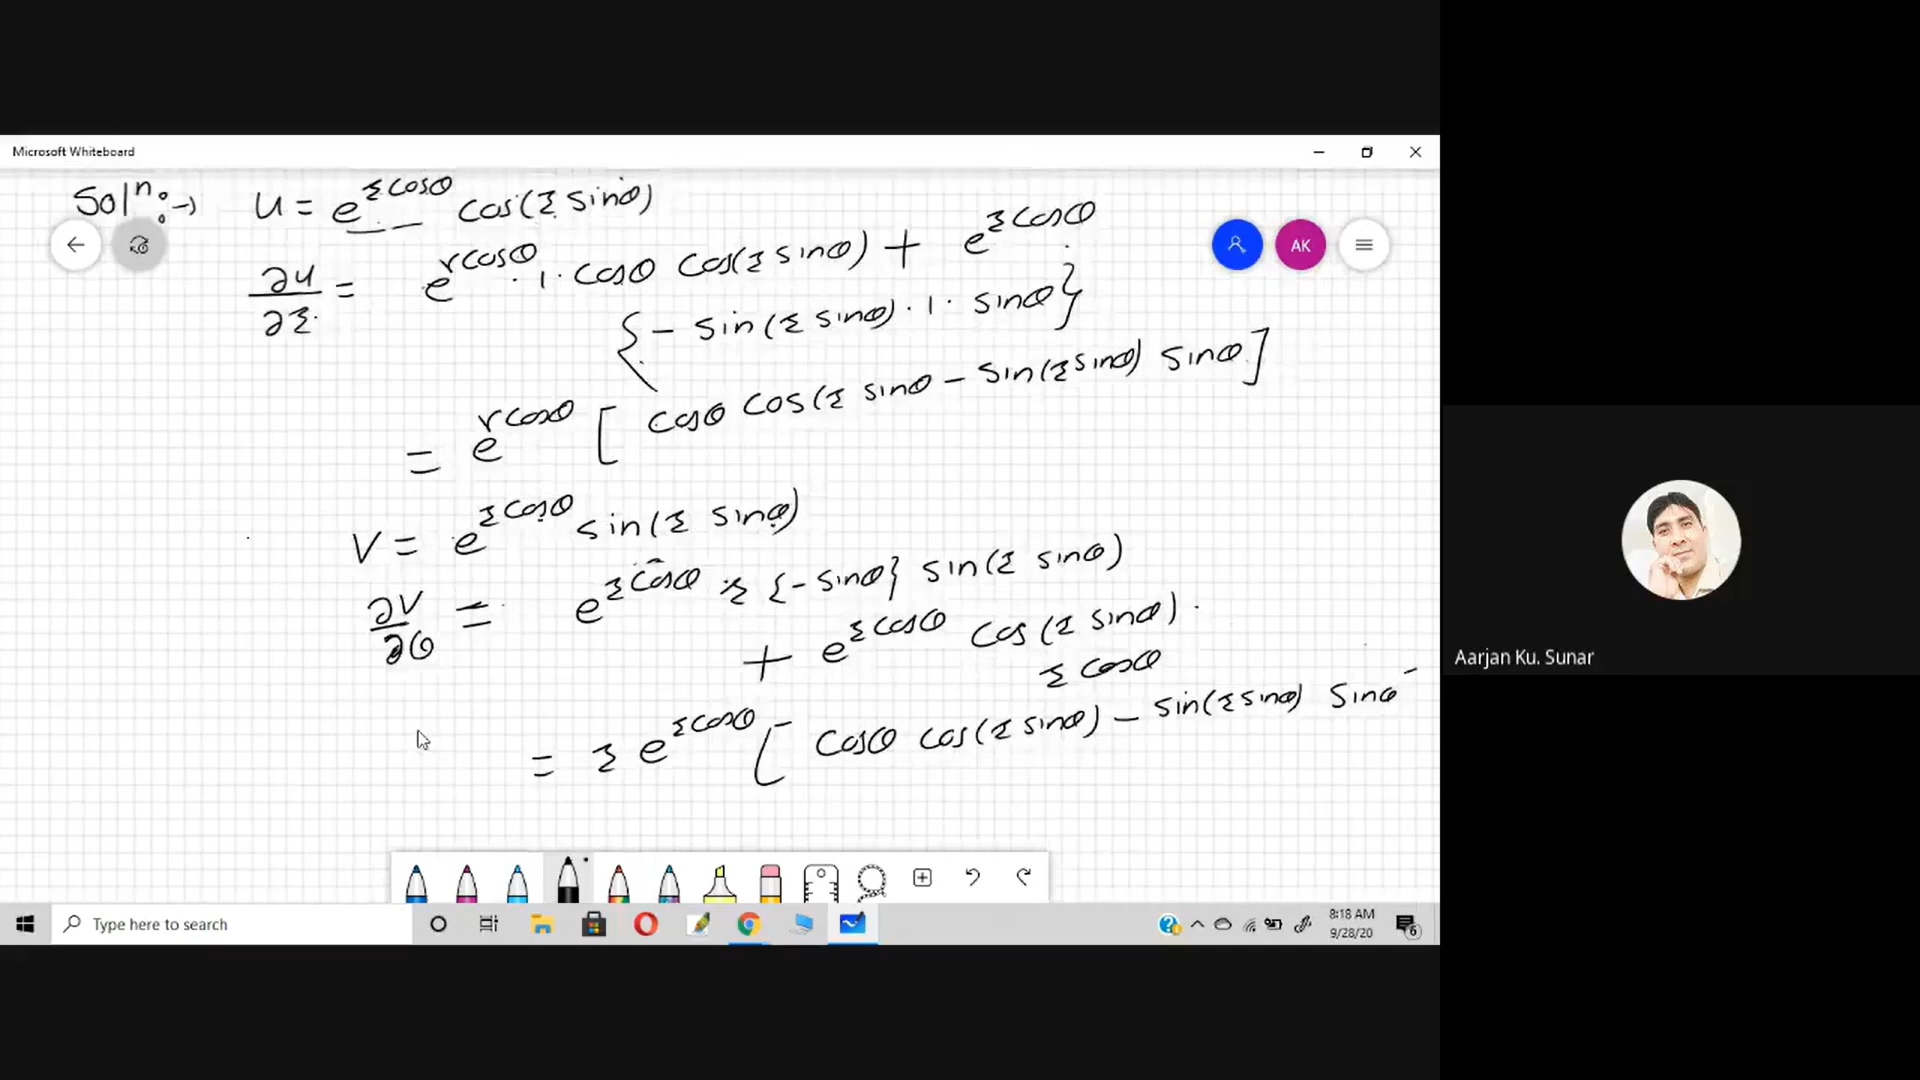 Microsoft Whiteboard
Solⁿ:→ u = e^{r cosθ} cos(r sinθ)
∂u/∂r = e^{r cosθ} · 1 · cosθ cos(r sinθ) + e^{r cosθ}
{ - sin(r sinθ) · 1 · sinθ }
= e^{r cosθ} [ cosθ cos(r sinθ - sin(r sinθ) sinθ ]
V = e^{r cosθ} sin(r sinθ)
∂V/∂θ = e^{r cosθ} r {- sinθ} sin(r sinθ)
+ e^{r cosθ} cos(r sinθ) ·
r cosθ
= r e^{r cosθ} [ cosθ cos(r sinθ) - sin(r sinθ) sinθ
AK
Aarjan Ku. Sunar
Type here to search
8:18 AM
9/28/20
6